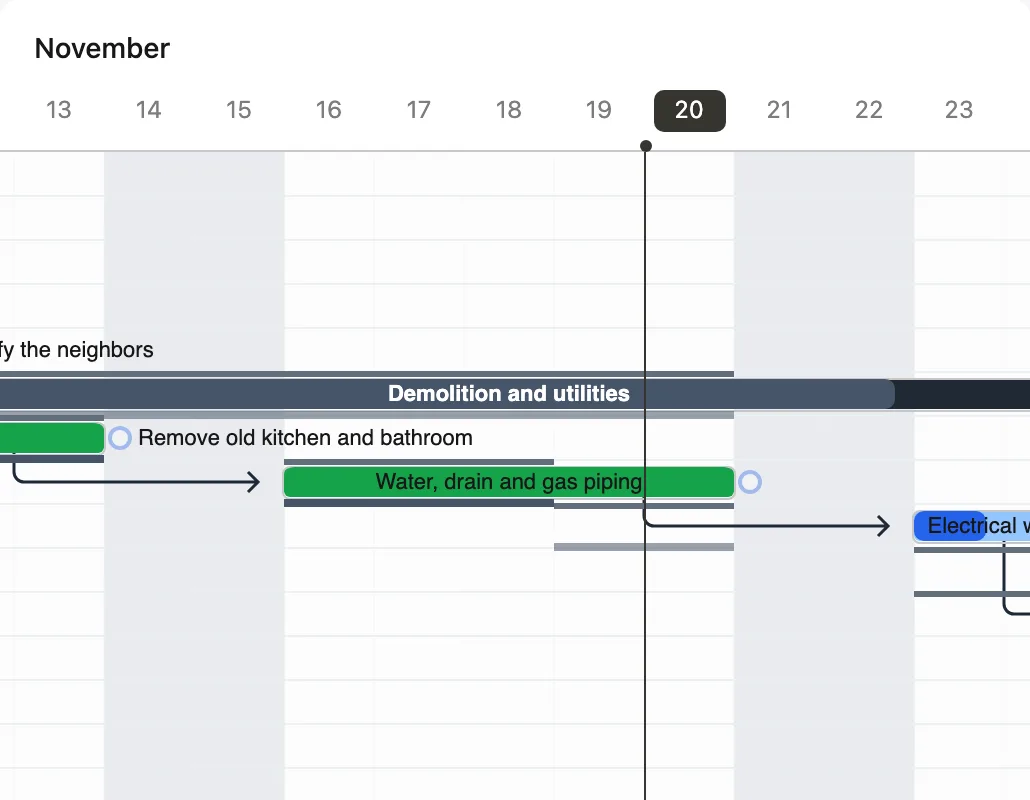 November
13 14 15 16 17 18 19 20 21 22 23
fy the neighbors
Demolition and utilities
Remove old kitchen and bathroom
Water, drain and gas piping
Electrical w